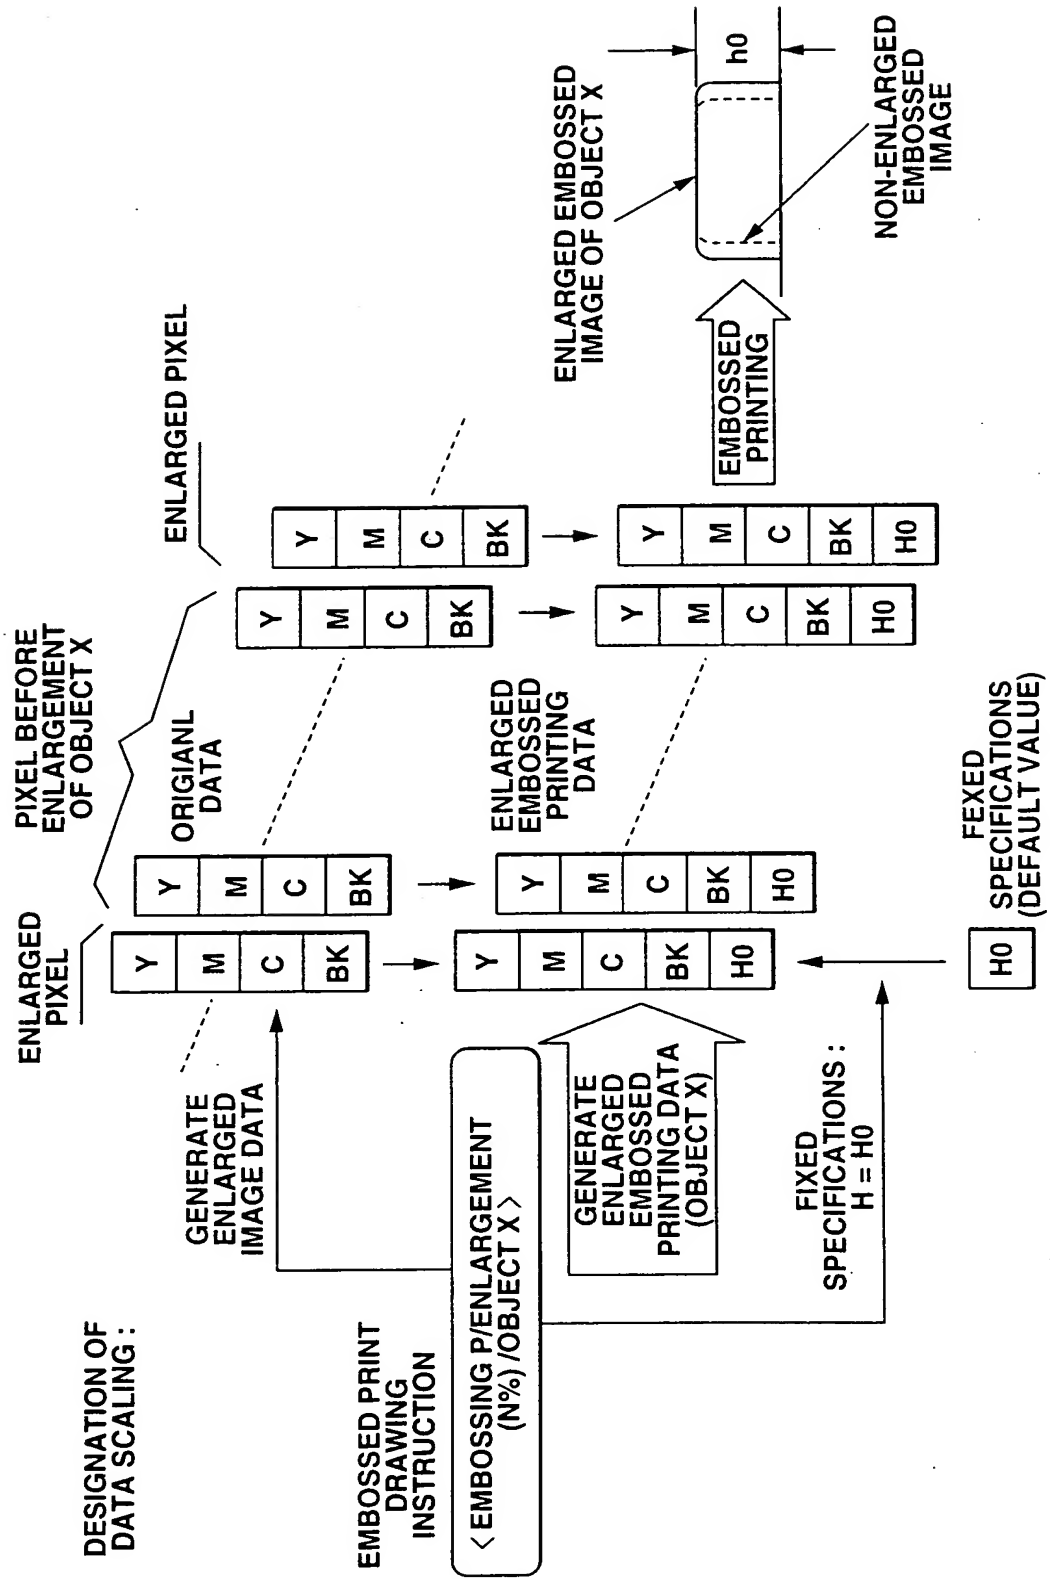 DESIGNATION OF
DATA SCALING :
EMBOSSED PRINT
DRAWING
INSTRUCTION
< EMBOSSING P/ENLARGEMENT
(N%) /OBJECT X >
GENERATE
ENLARGED
IMAGE DATA
GENERATE
ENLARGED
EMBOSSED
PRINTING DATA
(OBJECT X)
FIXED
SPECIFICATIONS :
H = H0
ENLARGED
PIXEL
PIXEL BEFORE
ENLARGEMENT
OF OBJECT X
ENLARGED PIXEL
ORIGIANL
DATA
Y
M
C
BK
Y
M
C
BK
Y
M
C
BK
Y
M
C
BK
ENLARGED
EMBOSSED
PRINTING
DATA
Y
M
C
BK
H0
Y
M
C
BK
H0
Y
M
C
BK
H0
Y
M
C
BK
H0
H0
FEXED
SPECIFICATIONS
(DEFAULT VALUE)
EMBOSSED
PRINTING
ENLARGED EMBOSSED
IMAGE OF OBJECT X
h0
NON-ENLARGED
EMBOSSED
IMAGE